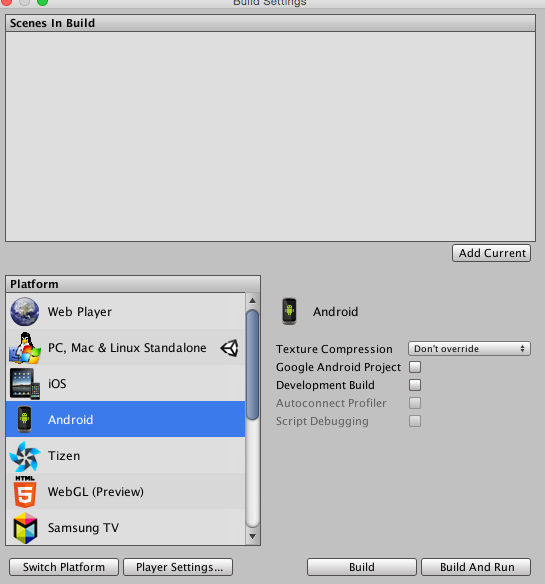 Build Settings
Scenes In Build
Add Current
Platform
Web Player
PC, Mac & Linux Standalone
iOS
Android
Tizen
HTML
5
WebGL (Preview)
Samsung TV
Android
Texture Compression Don't override
Google Android Project
Development Build
Autoconnect Profiler
Script Debugging
Switch Platform Player Settings... Build Build And Run